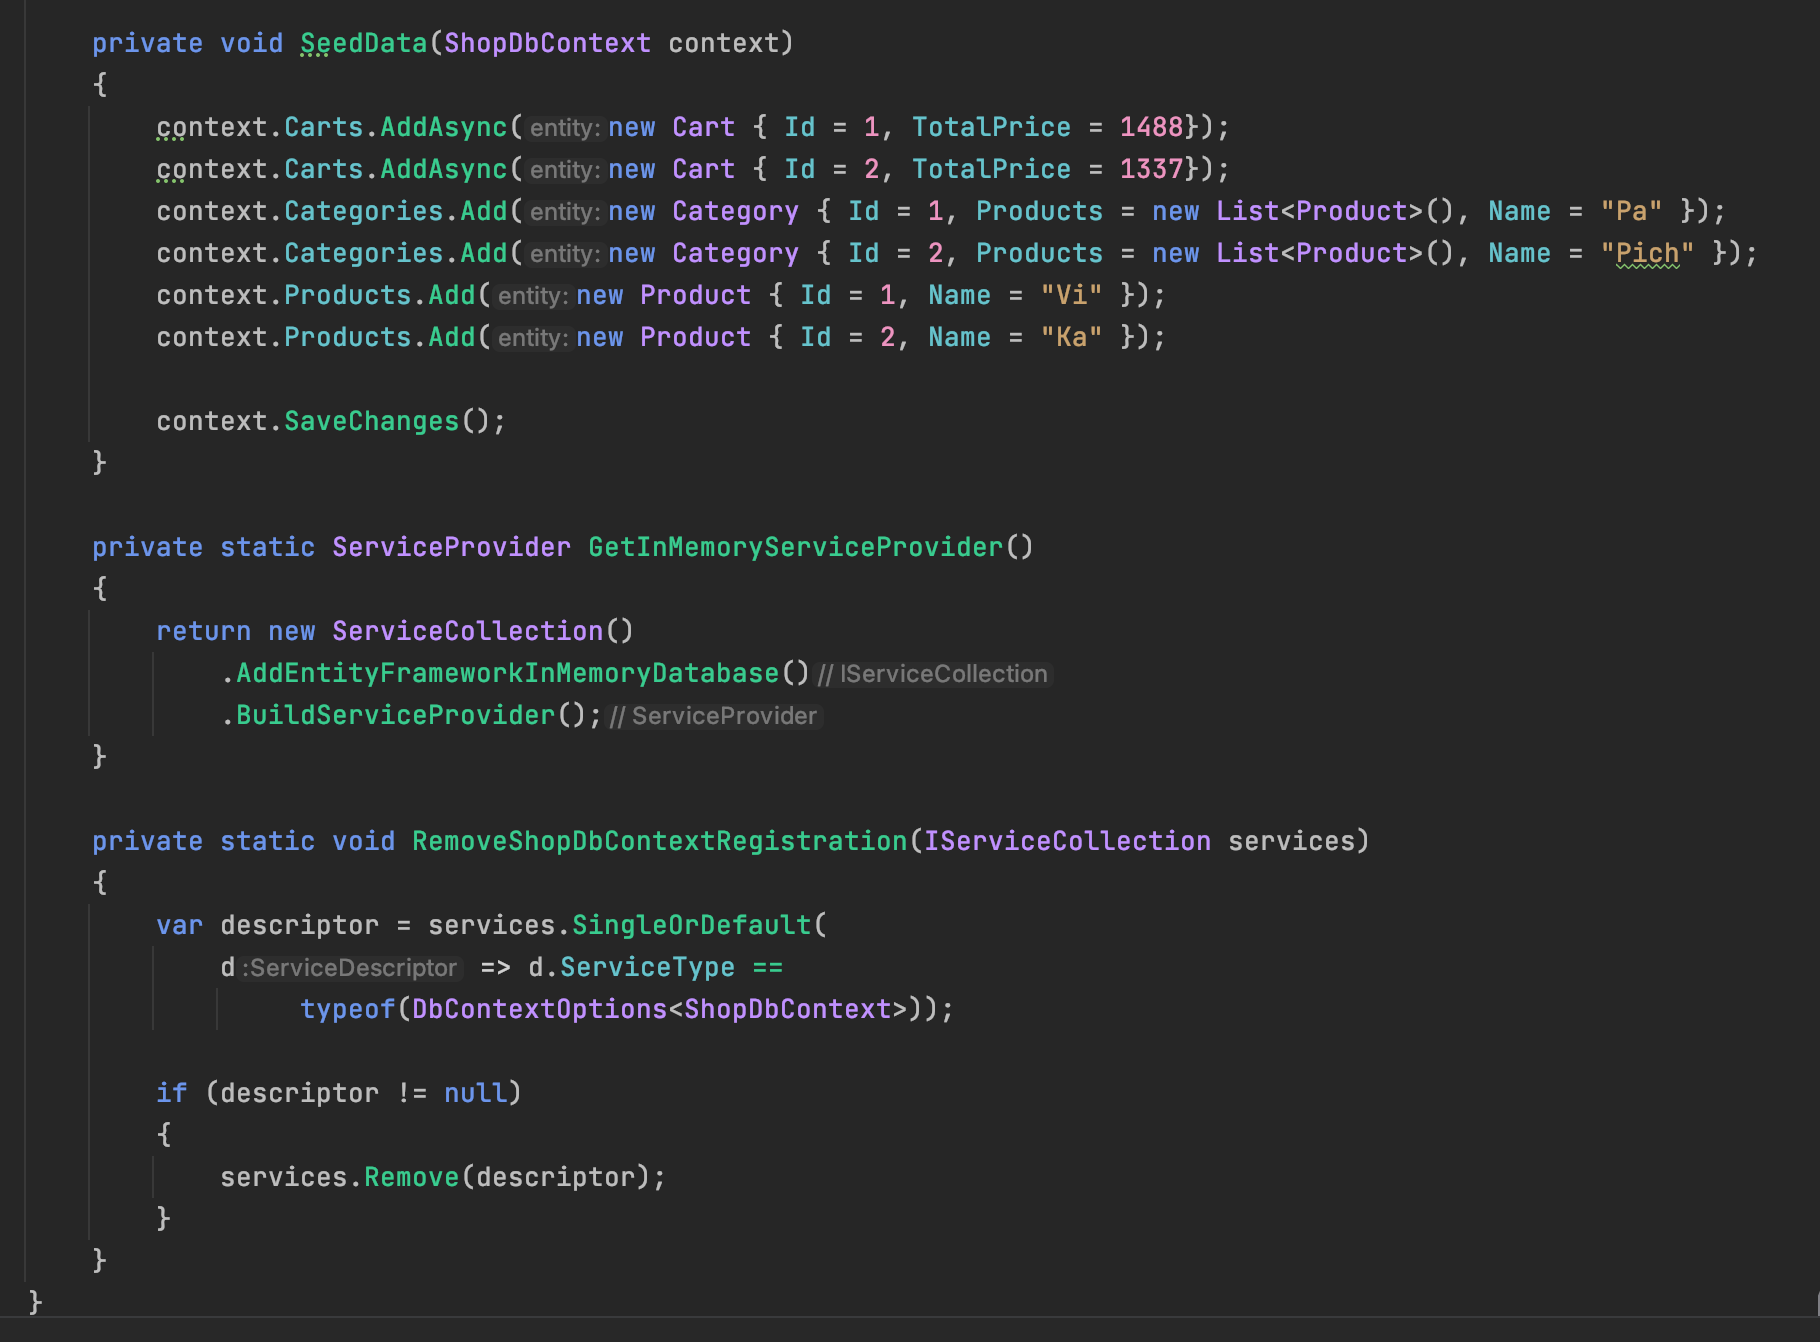 private void SeedData(ShopDbContext context)
{
context.Carts.AddAsync(entity: new Cart { Id = 1, TotalPrice = 1488});
context.Carts.AddAsync(entity: new Cart { Id = 2, TotalPrice = 1337});
context.Categories.Add(entity: new Category { Id = 1, Products = new List<Product>(), Name = "Pa" });
context.Categories.Add(entity: new Category { Id = 2, Products = new List<Product>(), Name = "Pich" });
context.Products.Add(entity: new Product { Id = 1, Name = "Vi" });
context.Products.Add(entity: new Product { Id = 2, Name = "Ka" });
context.SaveChanges();
}
private static ServiceProvider GetInMemoryServiceProvider()
{
return new ServiceCollection()
.AddEntityFrameworkInMemoryDatabase() // IServiceCollection
.BuildServiceProvider(); // ServiceProvider
}
private static void RemoveShopDbContextRegistration(IServiceCollection services)
{
var descriptor = services.SingleOrDefault(
d :ServiceDescriptor => d.ServiceType ==
typeof(DbContextOptions<ShopDbContext>));
if (descriptor != null)
{
services.Remove(descriptor);
}
}
}